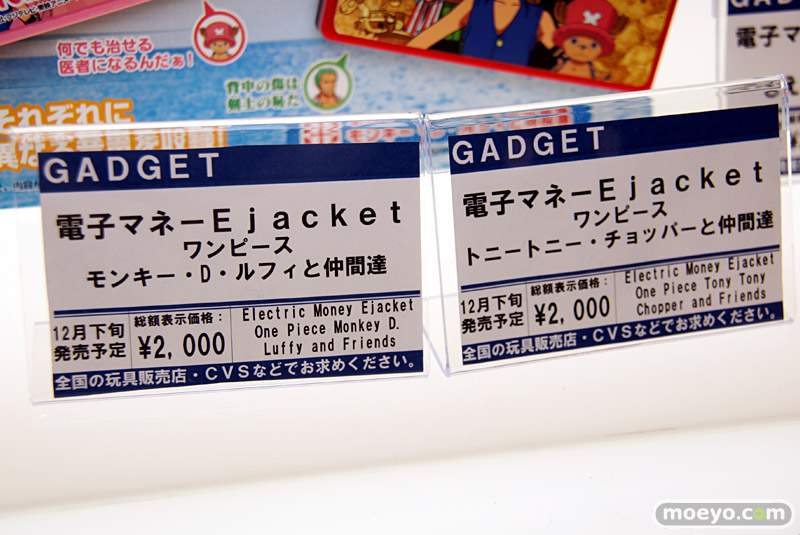 何でも治せる
医者になるんだぁ!
背中の傷は
剣士の恥だ
それぞれに
GADGET
電子マネーEjacket
ワンピース
モンキー・D・ルフィと仲間達
12月下旬
発売予定
総額表示価格:
¥2,000
Electric Money Ejacket
One Piece Monkey D.
Luffy and Friends
全国の玩具販売店・CVSなどでお求めください。
GADGET
電子マネーEjacket
ワンピース
トニートニー・チョッパーと仲間達
12月下旬
発売予定
総額表示価格:
¥2,000
Electric Money Ejacket
One Piece Tony Tony
Chopper and Friends
全国の玩具販売店・CVSなどでお求めください。
moeyo.com